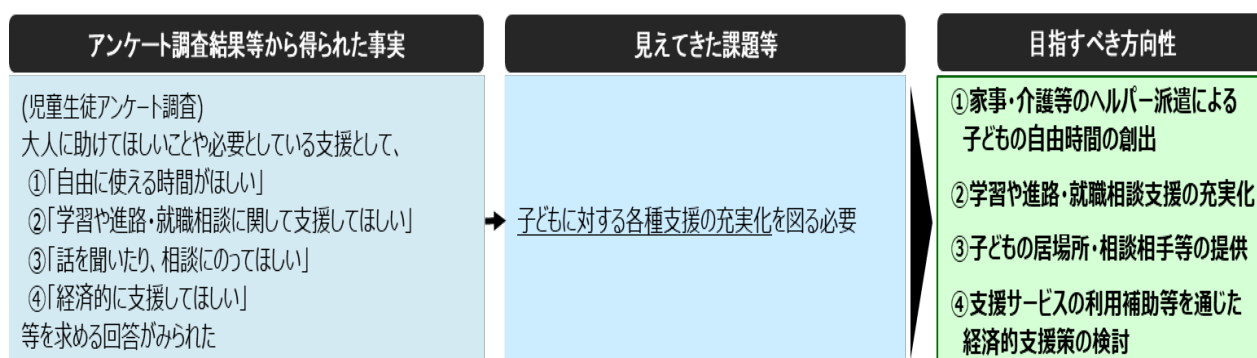 アンケート調査結果等から得られた事実
(児童生徒アンケート調査)
大人に助けてほしいことや必要としている支援として、
①「自由に使える時間がほしい」
②「学習や進路・就職相談に関して支援してほしい」
③「話を聞いたり、相談にのってほしい」
④「経済的に支援してほしい」
等を求める回答がみられた
見えてきた課題等
子どもに対する各種支援の充実化を図る必要
目指すべき方向性
①家事・介護等のヘルパー派遣による
子どもの自由時間の創出
②学習や進路・就職相談支援の充実化
③子どもの居場所・相談相手等の提供
④支援サービスの利用補助等を通じた
経済的支援策の検討